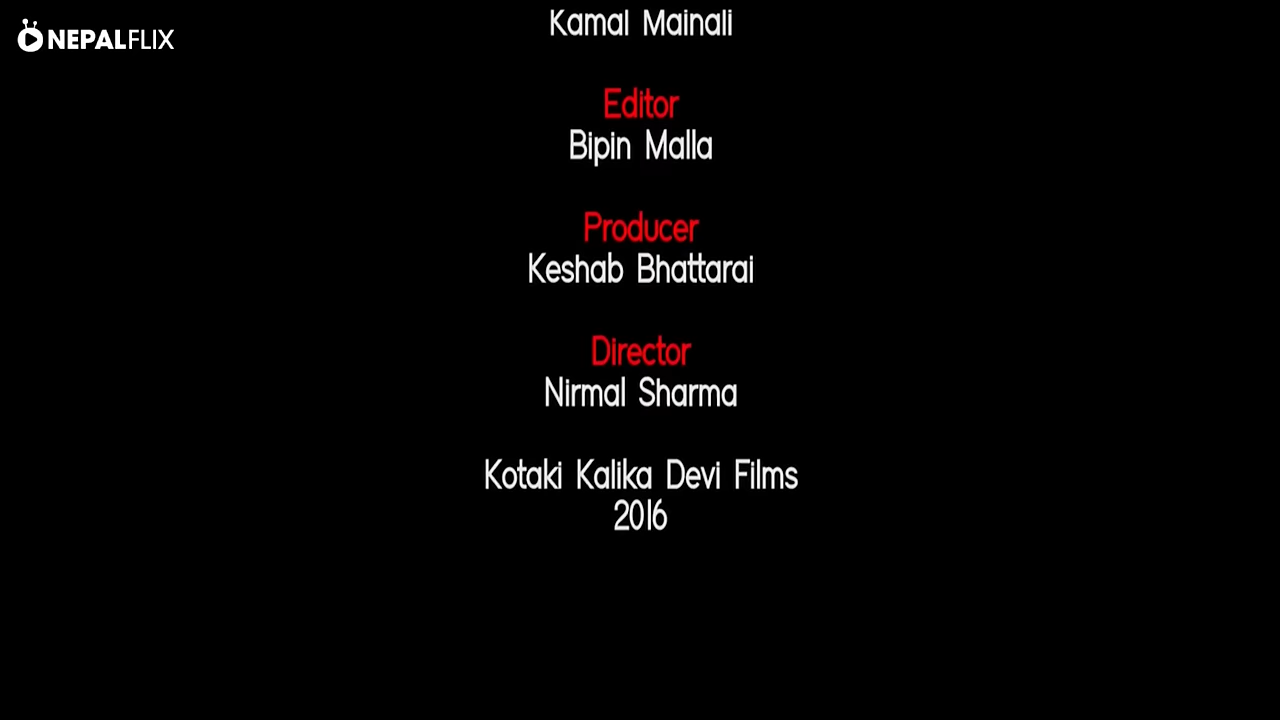 NEPALFLIX
Kamal Mainali
Editor
Bipin Malla
Producer
Keshab Bhattarai
Director
Nirmal Sharma
Kotaki Kalika Devi Films
2016